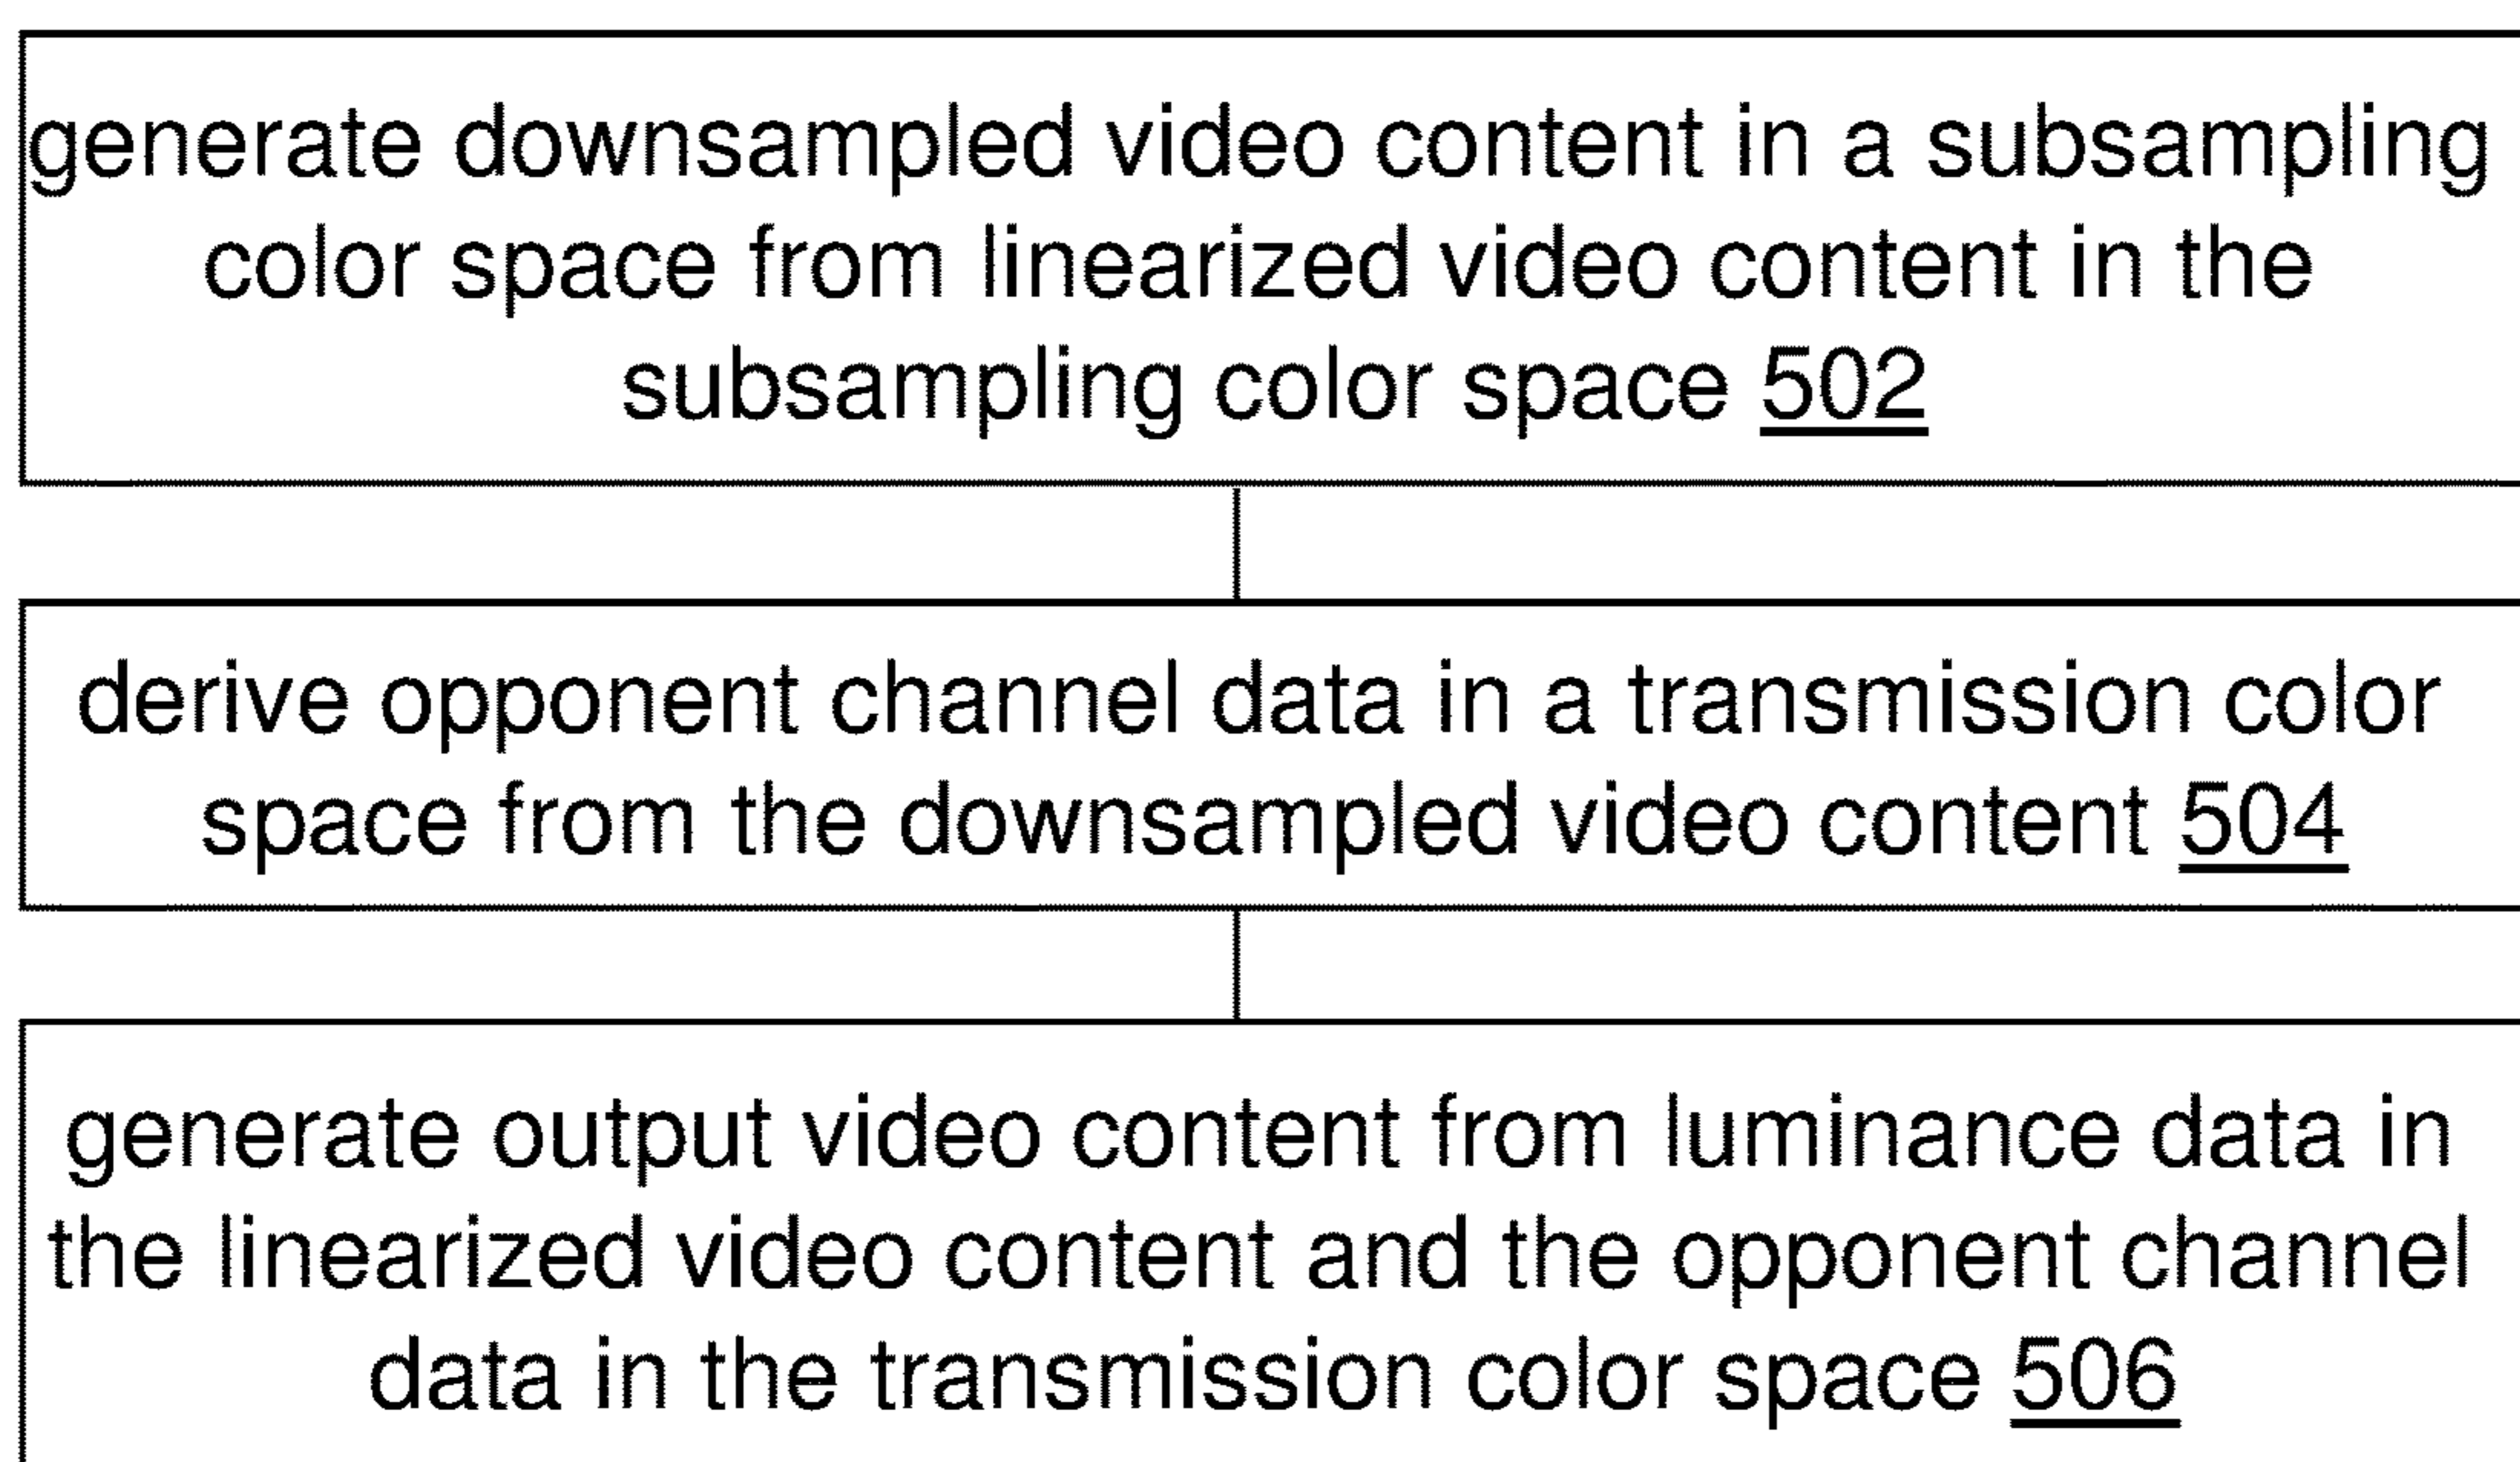 generate downsampled video content in a subsampling
color space from linearized video content in the
subsampling color space 502
derive opponent channel data in a transmission color
space from the downsampled video content 504
generate output video content from luminance data in
the linearized video content and the opponent channel
data in the transmission color space 506